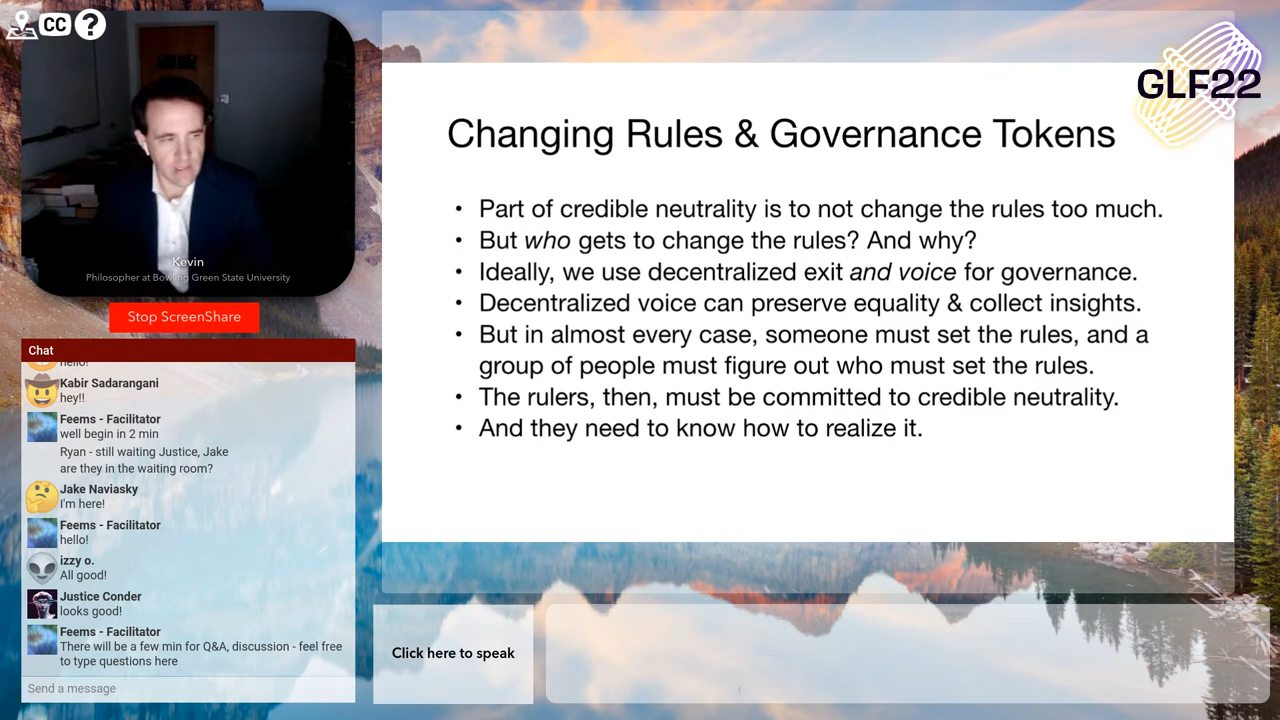 CC
?
Kevin
Philosopher at Bowling Green State University
Stop ScreenShare
Chat
hello!
Kabir Sadarangani
hey!!
Feems - Facilitator
well begin in 2 min
Ryan - still waiting Justice, Jake
are they in the waiting room?
Jake Naviasky
I'm here!
Feems - Facilitator
hello!
izzy o.
All good!
Justice Conder
looks good!
Feems - Facilitator
There will be a few min for Q&A, discussion - feel free
to type questions here
Send a message
GLF22
Changing Rules & Governance Tokens
• Part of credible neutrality is to not change the rules too much.
• But who gets to change the rules? And why?
• Ideally, we use decentralized exit and voice for governance.
• Decentralized voice can preserve equality & collect insights.
• But in almost every case, someone must set the rules, and a
group of people must figure out who must set the rules.
• The rulers, then, must be committed to credible neutrality.
• And they need to know how to realize it.
Click here to speak